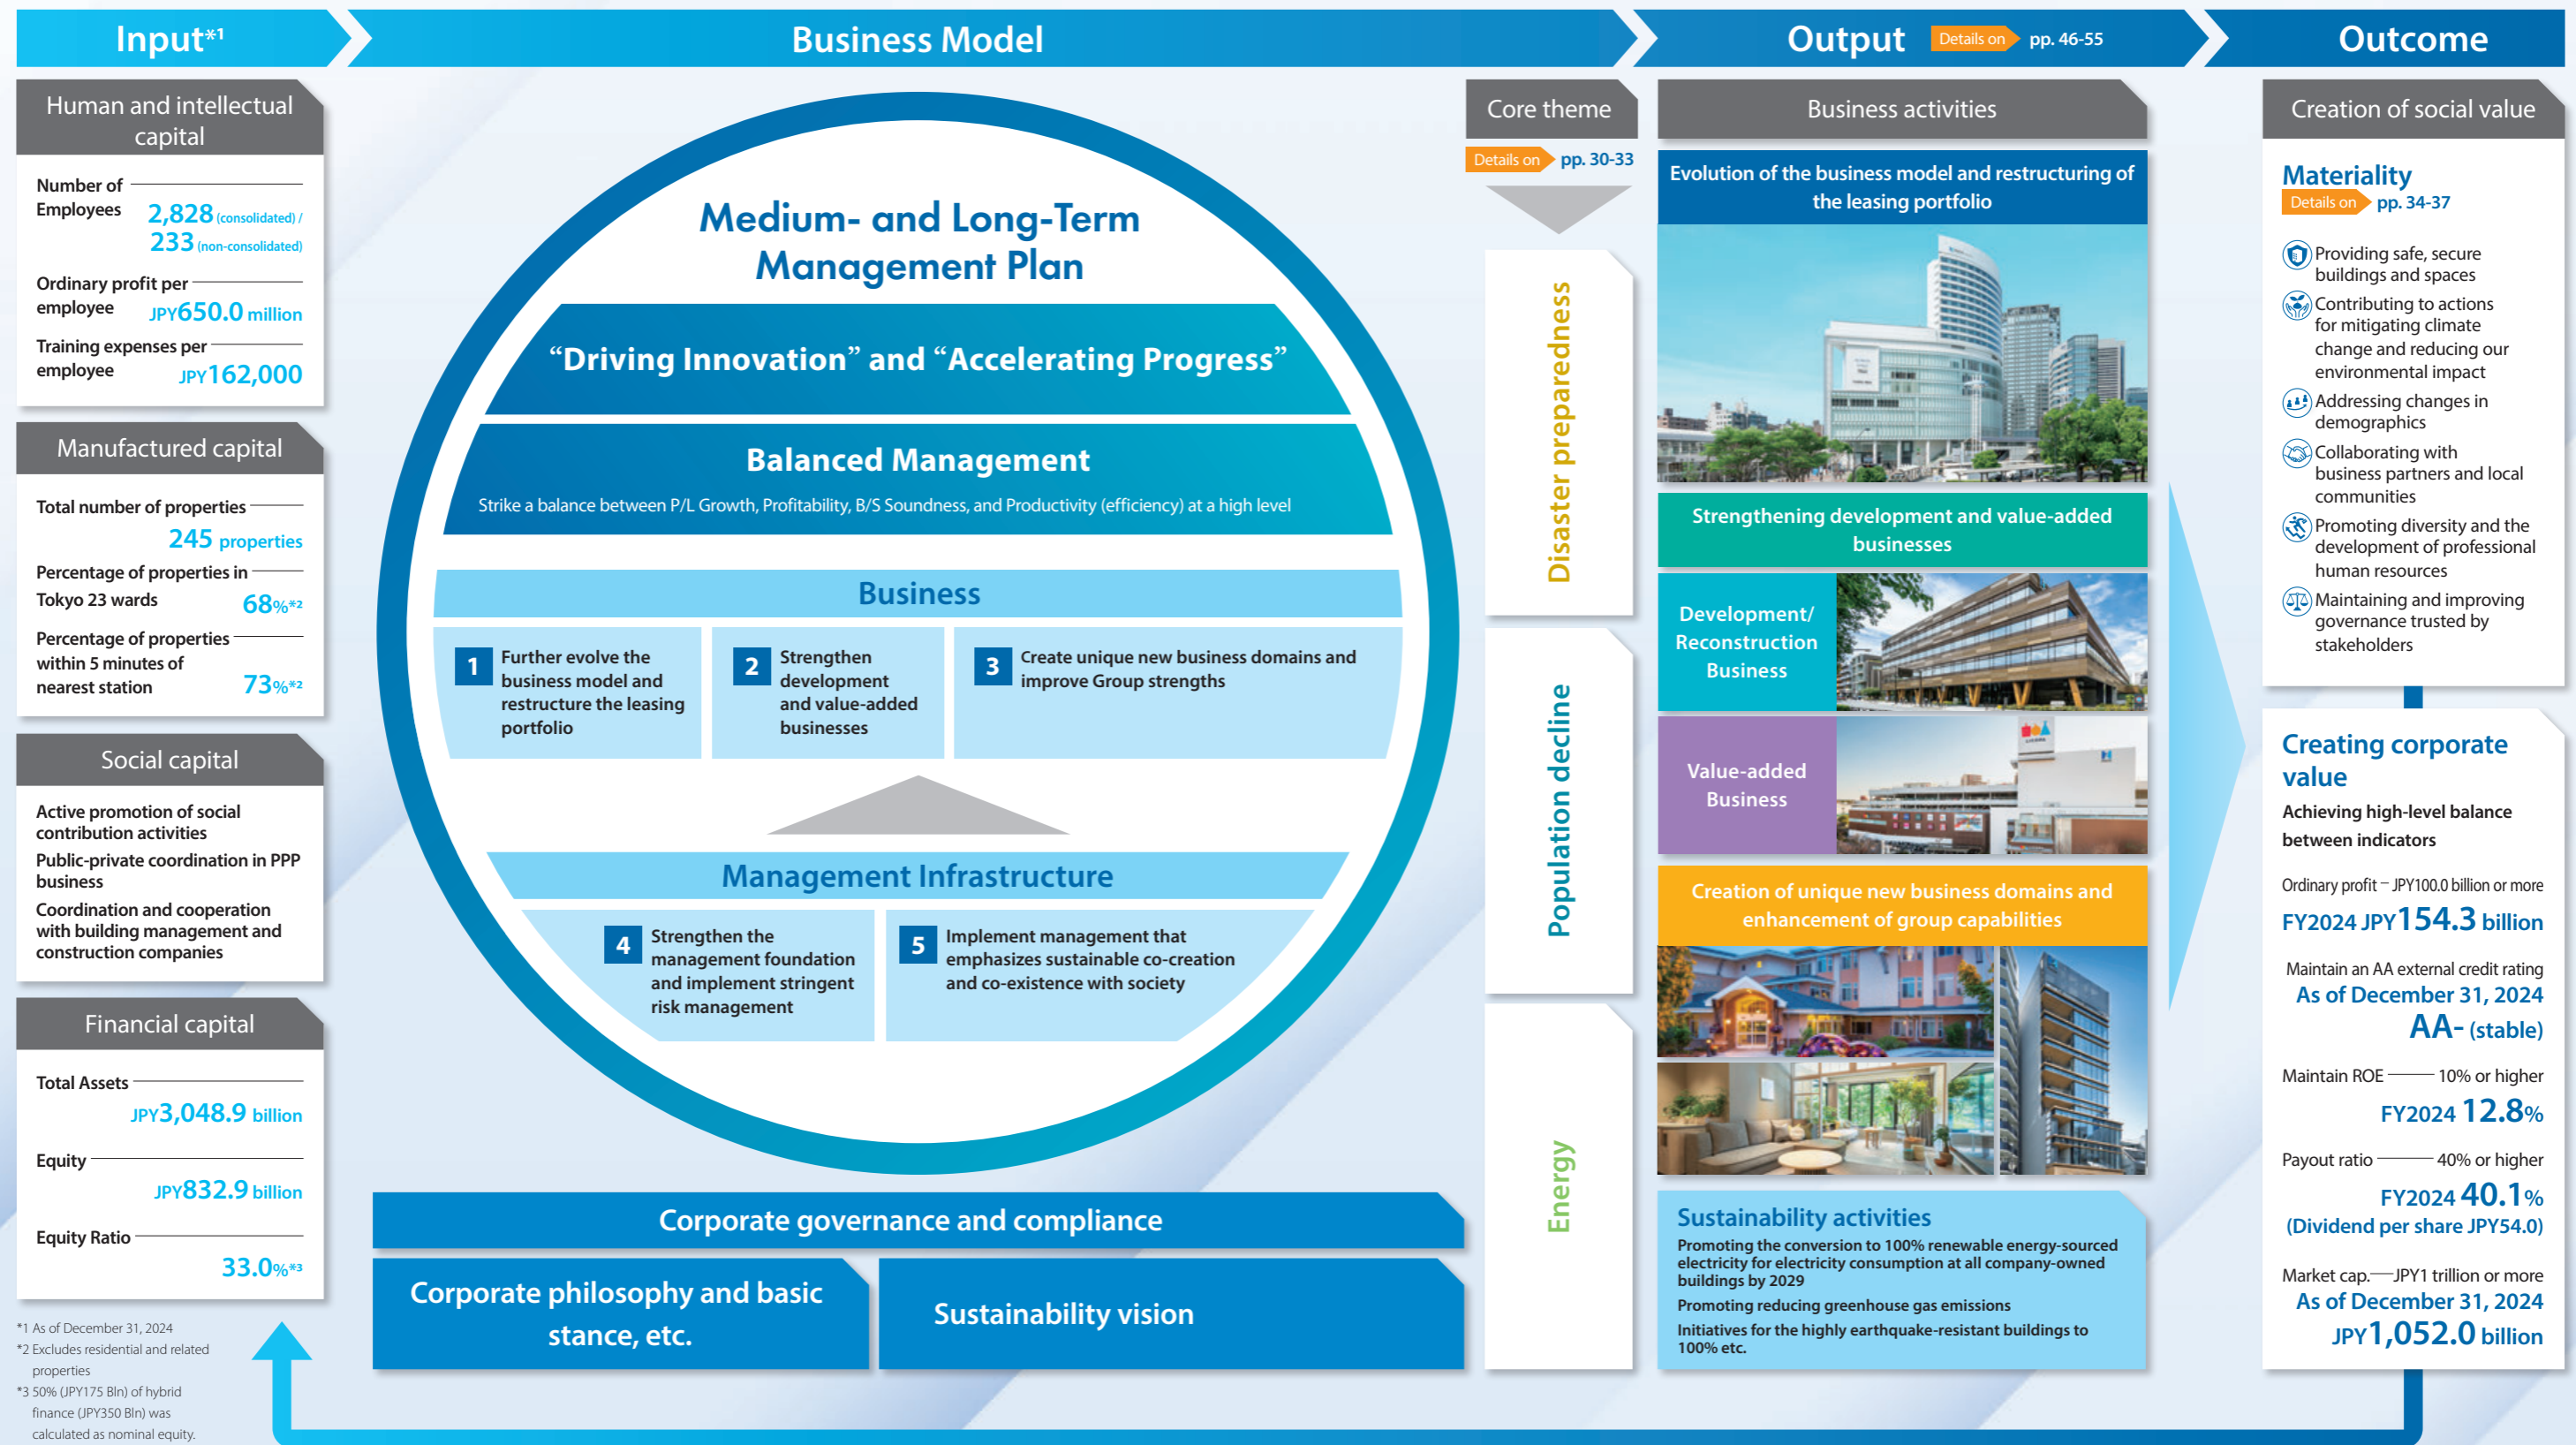 Input*1
Business Model
Output Details on pp. 46-55
Outcome
Human and intellectual
capital
Number of
Employees 2,828 (consolidated) /
233 (non-consolidated)
Ordinary profit per
employee JPY650.0 million
Training expenses per
employee JPY162,000
Manufactured capital
Total number of properties
245 properties
Percentage of properties in
Tokyo 23 wards 68%*2
Percentage of properties
within 5 minutes of
nearest station 73%*2
Social capital
Active promotion of social
contribution activities
Public-private coordination in PPP
business
Coordination and cooperation
with building management and
construction companies
Financial capital
Total Assets
JPY3,048.9 billion
Equity
JPY832.9 billion
Equity Ratio
33.0%*3
*1 As of December 31, 2024
*2 Excludes residential and related
properties
*3 50% (JPY175 Bln) of hybrid
finance (JPY350 Bln) was
calculated as nominal equity.
Medium- and Long-Term
Management Plan
“Driving Innovation” and “Accelerating Progress”
Balanced Management
Strike a balance between P/L Growth, Profitability, B/S Soundness, and Productivity (efficiency) at a high level
Business
1 Further evolve the
business model and
restructure the leasing
portfolio
2 Strengthen
development
and value-added
businesses
3 Create unique new business domains and
improve Group strengths
Management Infrastructure
4 Strengthen the
management foundation
and implement stringent
risk management
5 Implement management that
emphasizes sustainable co-creation
and co-existence with society
Corporate governance and compliance
Corporate philosophy and basic
stance, etc.
Sustainability vision
Core theme
Details on pp. 30-33
Disaster preparedness
Population decline
Energy
Business activities
Evolution of the business model and restructuring of
the leasing portfolio
Strengthening development and value-added
businesses
Development/
Reconstruction
Business
Value-added
Business
Creation of unique new business domains and
enhancement of group capabilities
Sustainability activities
Promoting the conversion to 100% renewable energy-sourced
electricity for electricity consumption at all company-owned
buildings by 2029
Promoting reducing greenhouse gas emissions
Initiatives for the highly earthquake-resistant buildings to
100% etc.
Creation of social value
Materiality
Details on pp. 34-37
Providing safe, secure
buildings and spaces
Contributing to actions
for mitigating climate
change and reducing our
environmental impact
Addressing changes in
demographics
Collaborating with
business partners and local
communities
Promoting diversity and the
development of professional
human resources
Maintaining and improving
governance trusted by
stakeholders
Creating corporate
value
Achieving high-level balance
between indicators
Ordinary profit – JPY100.0 billion or more
FY2024 JPY154.3 billion
Maintain an AA external credit rating
As of December 31, 2024
AA- (stable)
Maintain ROE 10% or higher
FY2024 12.8%
Payout ratio 40% or higher
FY2024 40.1%
(Dividend per share JPY54.0)
Market cap. JPY1 trillion or more
As of December 31, 2024
JPY1,052.0 billion